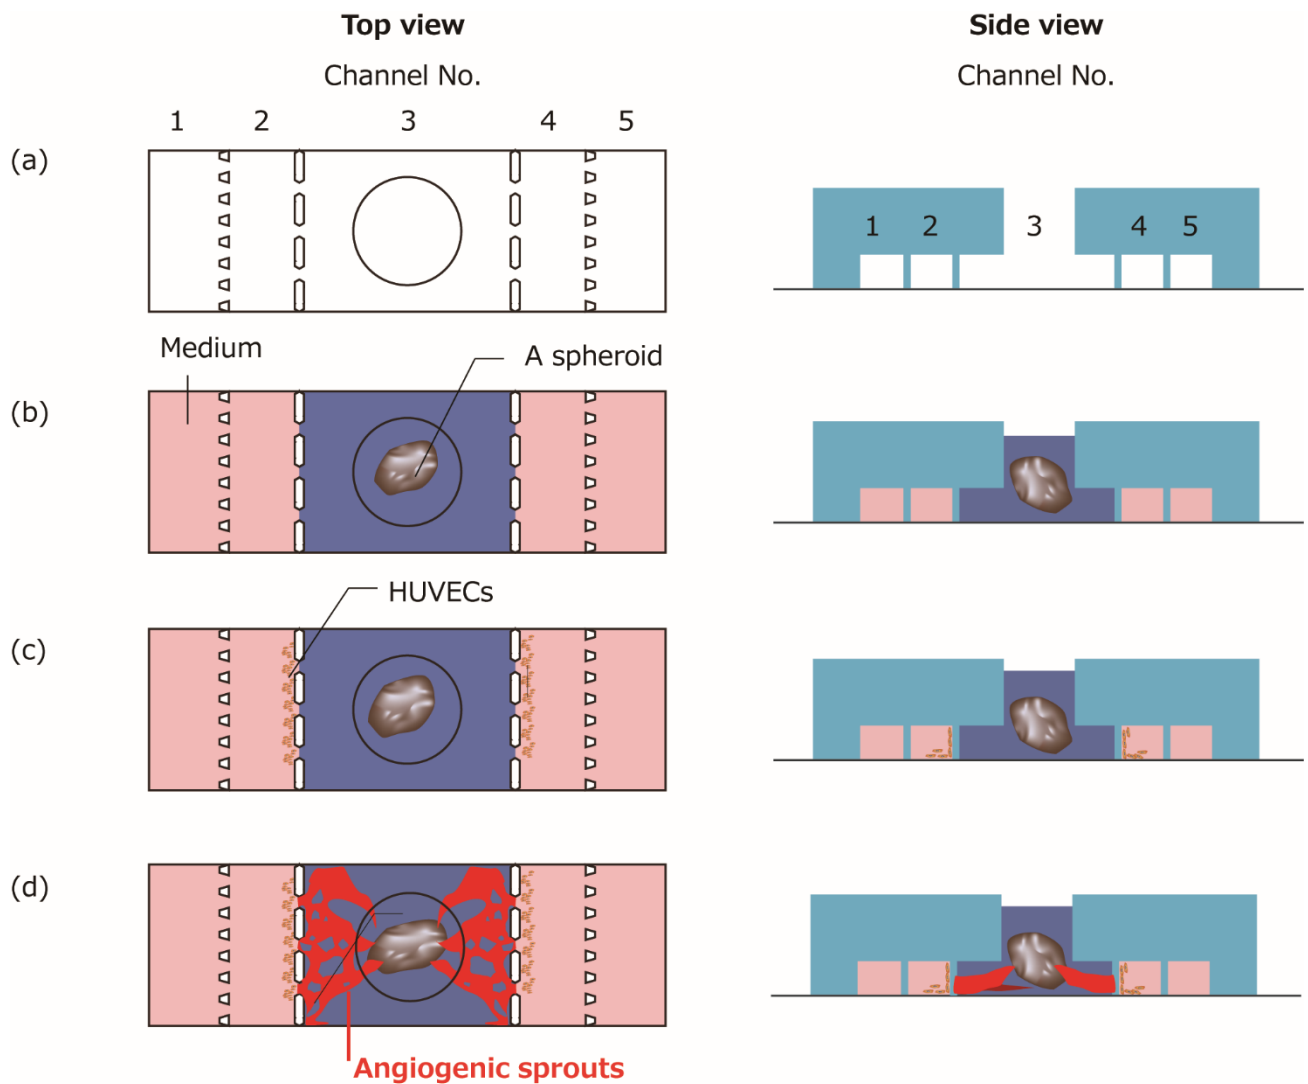 Top view
Side view
Channel No.
Channel No.
1 2 3 4 5
(a)
1 2 3 4 5
Medium
A spheroid
(b)
HUVECs
(c)
(d)
Angiogenic sprouts